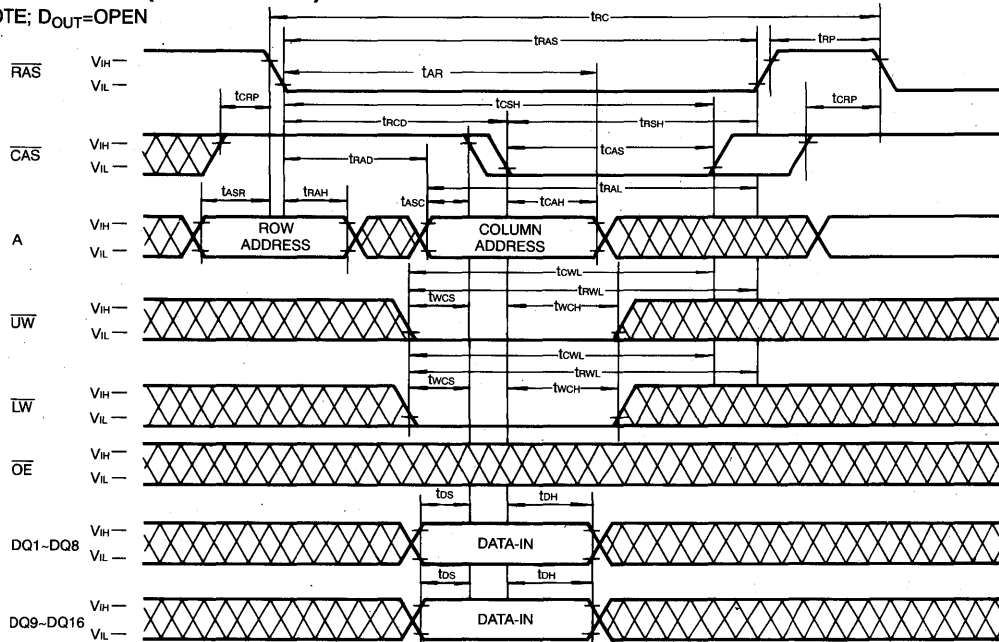 OTE; DOUT=OPEN
tRC
tRAS
tRP
RAS
VIH
VIL
tAR
tCRP
tCSH
tCRP
tRCD
tRSH
CAS
VIH
VIL
tRAD
tCAS
tRAL
tASR
tRAH
tASC
tCAH
A
VIH
VIL
ROW
ADDRESS
COLUMN
ADDRESS
tCWL
tRWL
tWCS
tWCH
UW
VIH
VIL
tCWL
tRWL
tWCS
tWCH
LW
VIH
VIL
OE
VIH
VIL
tDS
tDH
DQ1~DQ8
VIH
VIL
DATA-IN
tDS
tDH
DQ9~DQ16
VIH
VIL
DATA-IN